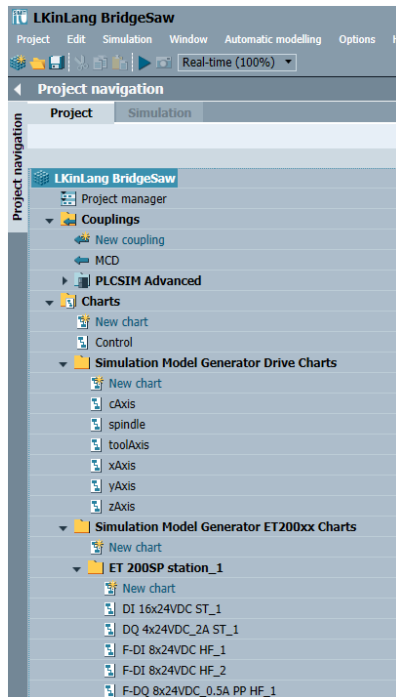 LKinLang BridgeSaw
Project Edit Simulation Window Automatic modelling Options
Real-time (100%)
Project navigation
Project Simulation
Project navigation
LKinLang BridgeSaw
Project manager
Couplings
New coupling
MCD
PLCSIM Advanced
Charts
New chart
Control
Simulation Model Generator Drive Charts
New chart
cAxis
spindle
toolAxis
xAxis
yAxis
zAxis
Simulation Model Generator ET200xx Charts
New chart
ET 200SP station_1
New chart
DI 16x24VDC ST_1
DQ 4x24VDC_2A ST_1
F-DI 8x24VDC HF_1
F-DI 8x24VDC HF_2
F-DQ 8x24VDC_0.5A PP HF_1